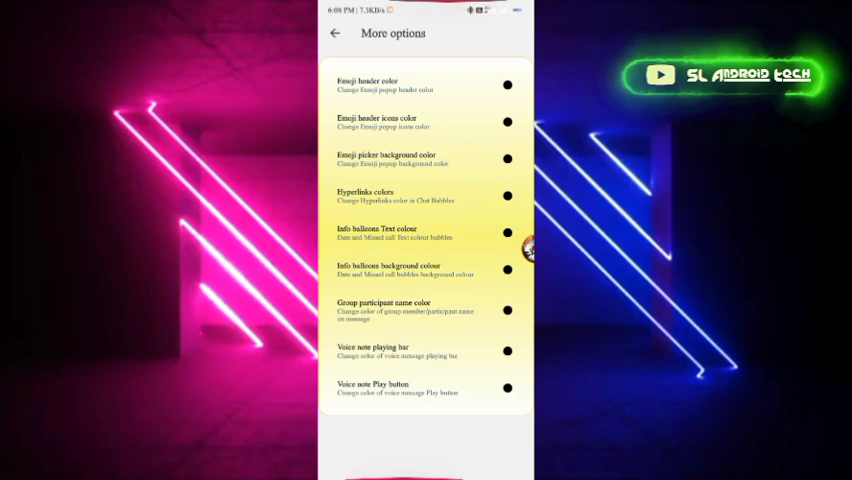 6:08 PM | 7.3KB/s
More options
SL ANDROID TECH
Emoji header color
Change Emoji popup header color
Emoji header icons color
Change Emoji popup icons color
Emoji picker background color
Change Emoji popup background color
Hyperlinks colors
Change Hyperlinks color in Chat Bubbles
Info balloons Text colour
Date and Missed call Text colour bubbles
Info balloons background colour
Date and Missed call bubbles background colour
Group participant name color
Change color of group member/participant name
on message
Voice note playing bar
Change color of voice message playing bar
Voice note Play button
Change color of voice message Play button